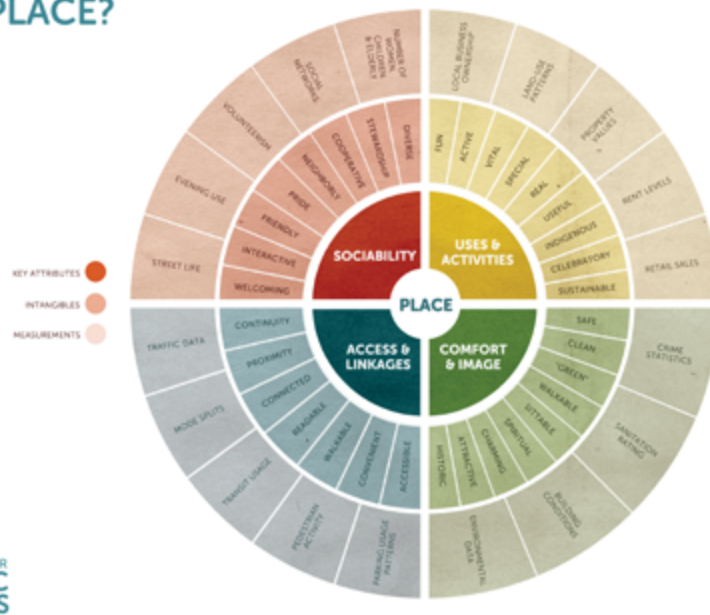 PLACE?
NUMBER OF
WOMEN,
CHILDREN
& ELDERLY
SOCIAL
NETWORKS
VOLUNTEERISM
EVENING USE
STREET LIFE
LOCAL BUSINESS
OWNERSHIP
LAND-USE
PATTERNS
PROPERTY
VALUES
RENT LEVELS
RETAIL SALES
DIVERSE
STEWARDSHIP
COOPERATIVE
NEIGHBORLY
PRIDE
FRIENDLY
INTERACTIVE
WELCOMING
FUN
ACTIVE
VITAL
SPECIAL
REAL
USEFUL
INDIGENOUS
CELEBRATORY
SUSTAINABLE
SOCIABILITY
USES &
ACTIVITIES
KEY ATTRIBUTES
INTANGIBLES
MEASUREMENTS
PLACE
ACCESS &
LINKAGES
COMFORT
& IMAGE
CONTINUITY
PROXIMITY
CONNECTED
READABLE
WALKABLE
CONVENIENT
ACCESSIBLE
SAFE
CLEAN
"GREEN"
WALKABLE
SITTABLE
SPIRITUAL
CHARMING
ATTRACTIVE
HISTORIC
TRAFFIC DATA
MODE SPLITS
TRANSIT USAGE
PEDESTRIAN
ACTIVITY
PARKING USAGE
PATTERNS
CRIME
STATISTICS
SANITATION
RATING
BUILDING
CONDITIONS
ENVIRONMENTAL
DATA